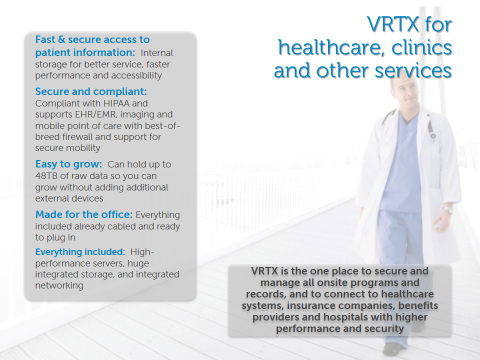 VRTX for
healthcare, clinics
and other services
Fast & secure access to
patient information: Internal
storage for better service, faster
performance and accessibility
Secure and compliant:
Compliant with HIPAA and
supports EHR/EMR, imaging and
mobile point of care with best-of-
breed firewall and support for
secure mobility
Easy to grow: Can hold up to
48TB of raw data so you can
grow without adding additional
external devices
Made for the office: Everything
included already cabled and ready
to plug in
Everything included: High-
performance servers, huge
integrated storage, and integrated
networking
VRTX is the one place to secure and
manage all onsite programs and
records, and to connect to healthcare
systems, insurance companies, benefits
providers and hospitals with higher
performance and security